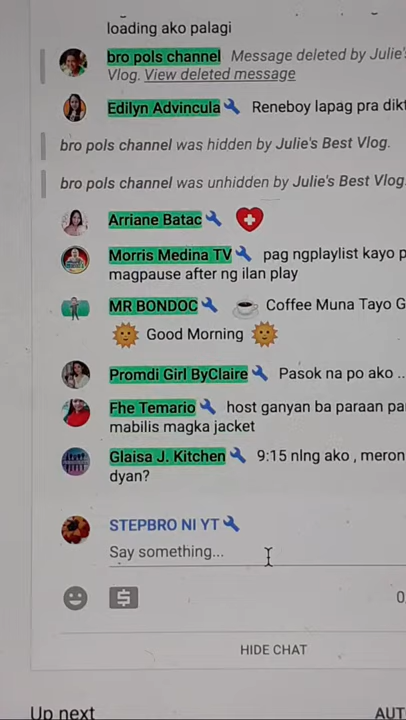 loading ako palagi
bro pols channel Message deleted by Julie's
Vlog. View deleted message
Edilyn Advincula Reneboy lapag pra dikt
bro pols channel was hidden by Julie's Best Vlog.
bro pols channel was unhidden by Julie's Best Vlog.
Arriane Batac
Morris Medina TV pag ngplaylist kayo p
magpause after ng ilan play
MR BONDOC ☕ Coffee Muna Tayo G
🌞 Good Morning 🌞
Promdi Girl ByClaire Pasok na po ako ..
Fhe Temario host ganyan ba paraan pa
mabilis magka jacket
Glaisa J. Kitchen 9:15 nlng ako , meron
dyan?
STEPBRO NI YT
Say something...
0
HIDE CHAT
Up next AUT